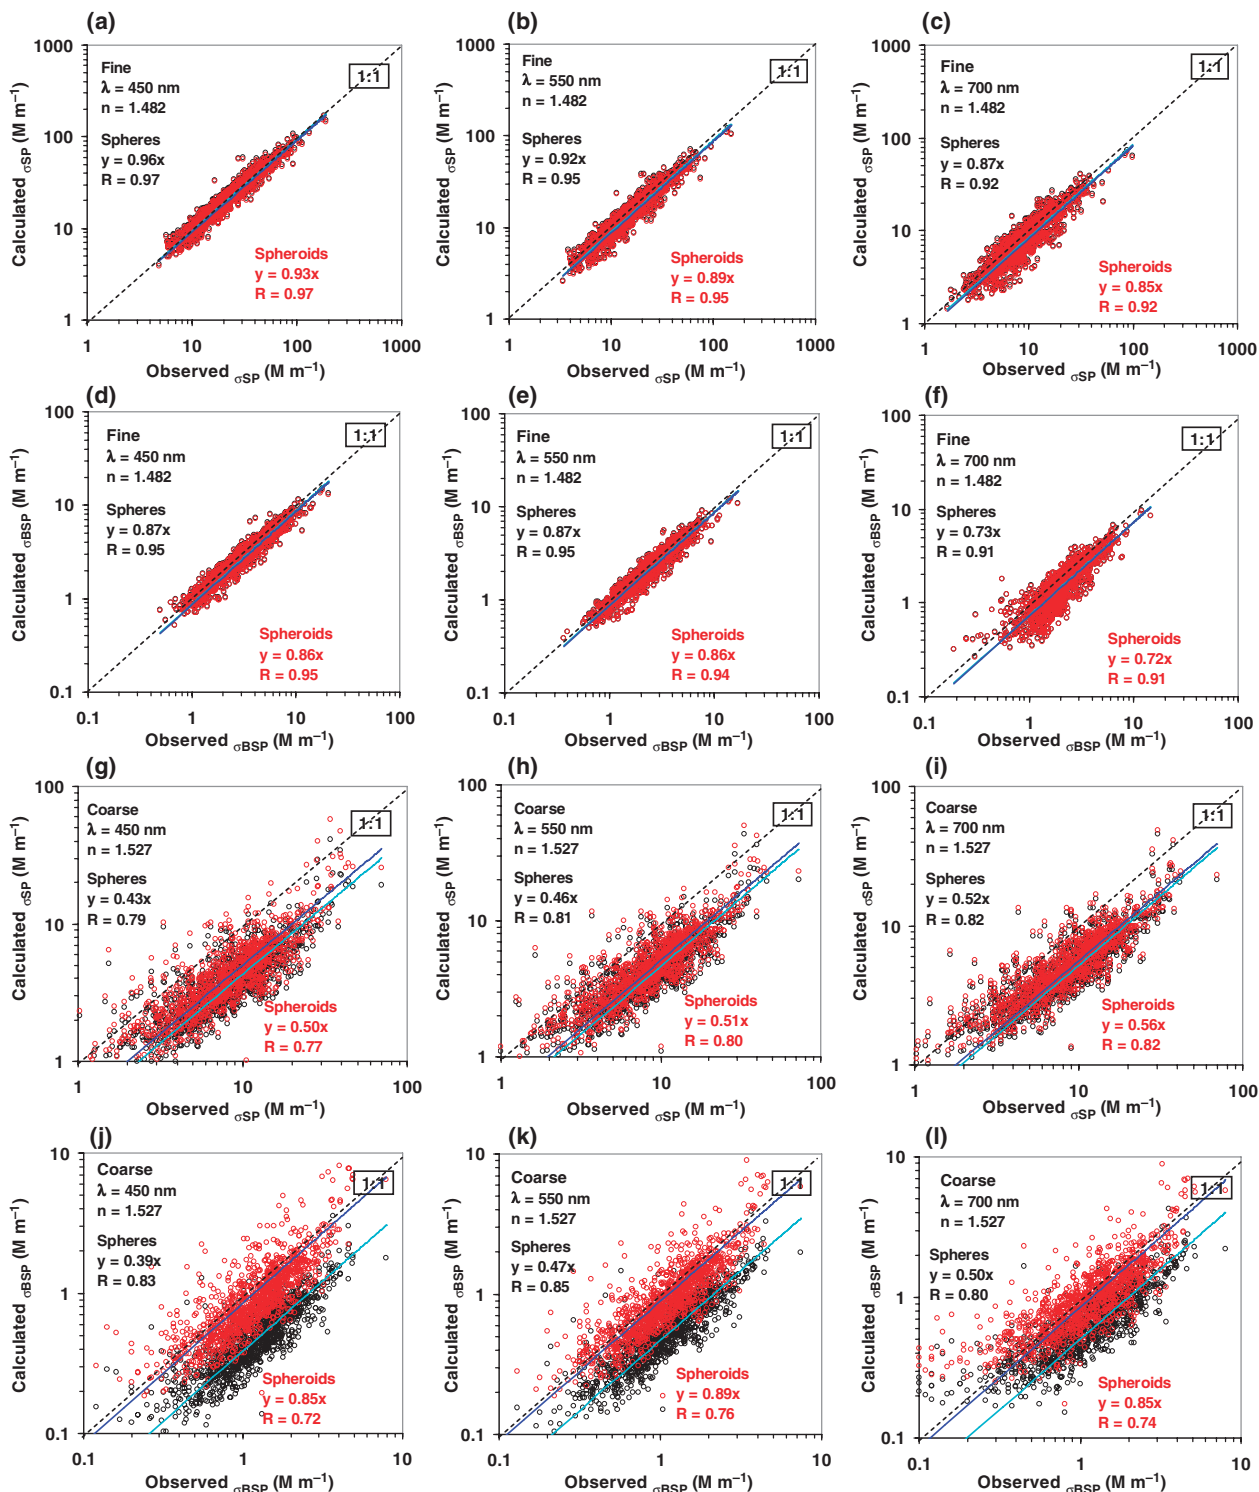 (a)
1000
100
10
1
1 10 100 1000
Calculated σSP (M m−1)
Observed σSP (M m−1)
Fine
λ = 450 nm
n = 1.482
Spheres
y = 0.96x
R = 0.97
1:1
Spheroids
y = 0.93x
R = 0.97
(b)
1000
100
10
1
1 10 100 1000
Calculated σSP (M m−1)
Observed σSP (M m−1)
Fine
λ = 550 nm
n = 1.482
Spheres
y = 0.92x
R = 0.95
1:1
Spheroids
y = 0.89x
R = 0.95
(c)
1000
100
10
1
1 10 100 1000
Calculated σSP (M m−1)
Observed σSP (M m−1)
Fine
λ = 700 nm
n = 1.482
Spheres
y = 0.87x
R = 0.92
1:1
Spheroids
y = 0.85x
R = 0.92
(d)
100
10
1
0.1
0.1 1 10 100
Calculated σBSP (M m−1)
Observed σBSP (M m−1)
Fine
λ = 450 nm
n = 1.482
Spheres
y = 0.87x
R = 0.95
1:1
Spheroids
y = 0.86x
R = 0.95
(e)
100
10
1
0.1
0.1 1 10 100
Calculated σBSP (M m−1)
Observed σBSP (M m−1)
Fine
λ = 550 nm
n = 1.482
Spheres
y = 0.87x
R = 0.95
1:1
Spheroids
y = 0.86x
R = 0.94
(f)
100
10
1
0.1
0.1 1 10 100
Calculated σBSP (M m−1)
Observed σBSP (M m−1)
Fine
λ = 700 nm
n = 1.482
Spheres
y = 0.73x
R = 0.91
1:1
Spheroids
y = 0.72x
R = 0.91
(g)
100
10
1
1 10 100
Calculated σSP (M m−1)
Observed σSP (M m−1)
Coarse
λ = 450 nm
n = 1.527
Spheres
y = 0.43x
R = 0.79
1:1
Spheroids
y = 0.50x
R = 0.77
(h)
100
10
1
1 10 100
Calculated σSP (M m−1)
Observed σSP (M m−1)
Coarse
λ = 550 nm
n = 1.527
Spheres
y = 0.46x
R = 0.81
1:1
Spheroids
y = 0.51x
R = 0.80
(i)
100
10
1
1 10 100
Calculated σSP (M m−1)
Observed σSP (M m−1)
Coarse
λ = 700 nm
n = 1.527
Spheres
y = 0.52x
R = 0.82
1:1
Spheroids
y = 0.56x
R = 0.82
(j)
10
1
0.1
0.1 1 10
Calculated σBSP (M m−1)
Observed σBSP (M m−1)
Coarse
λ = 450 nm
n = 1.527
Spheres
y = 0.39x
R = 0.83
1:1
Spheroids
y = 0.85x
R = 0.72
(k)
10
1
0.1
0.1 1 10
Calculated σBSP (M m−1)
Observed σBSP (M m−1)
Coarse
λ = 550 nm
n = 1.527
Spheres
y = 0.47x
R = 0.85
1:1
Spheroids
y = 0.89x
R = 0.76
(l)
10
1
0.1
0.1 1 10
Calculated σBSP (M m−1)
Observed σBSP (M m−1)
Coarse
λ = 700 nm
n = 1.527
Spheres
y = 0.50x
R = 0.80
1:1
Spheroids
y = 0.85x
R = 0.74